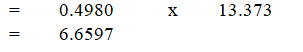 = 0.4980 x 13.373
= 6.6597